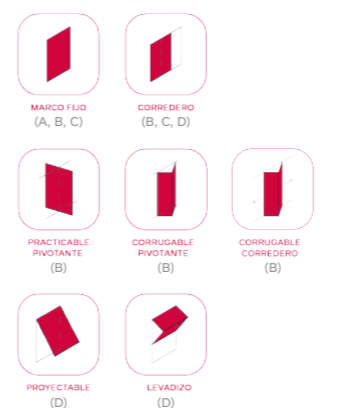 MARCO FIJO
(A, B, C)
CORREDERO
(B, C, D)
PRACTICABLE
PIVOTANTE
(B)
CORRUGABLE
PIVOTANTE
(B)
CORRUGABLE
CORREDERO
(B)
PROYECTABLE
(D)
LEVADIZO
(D)